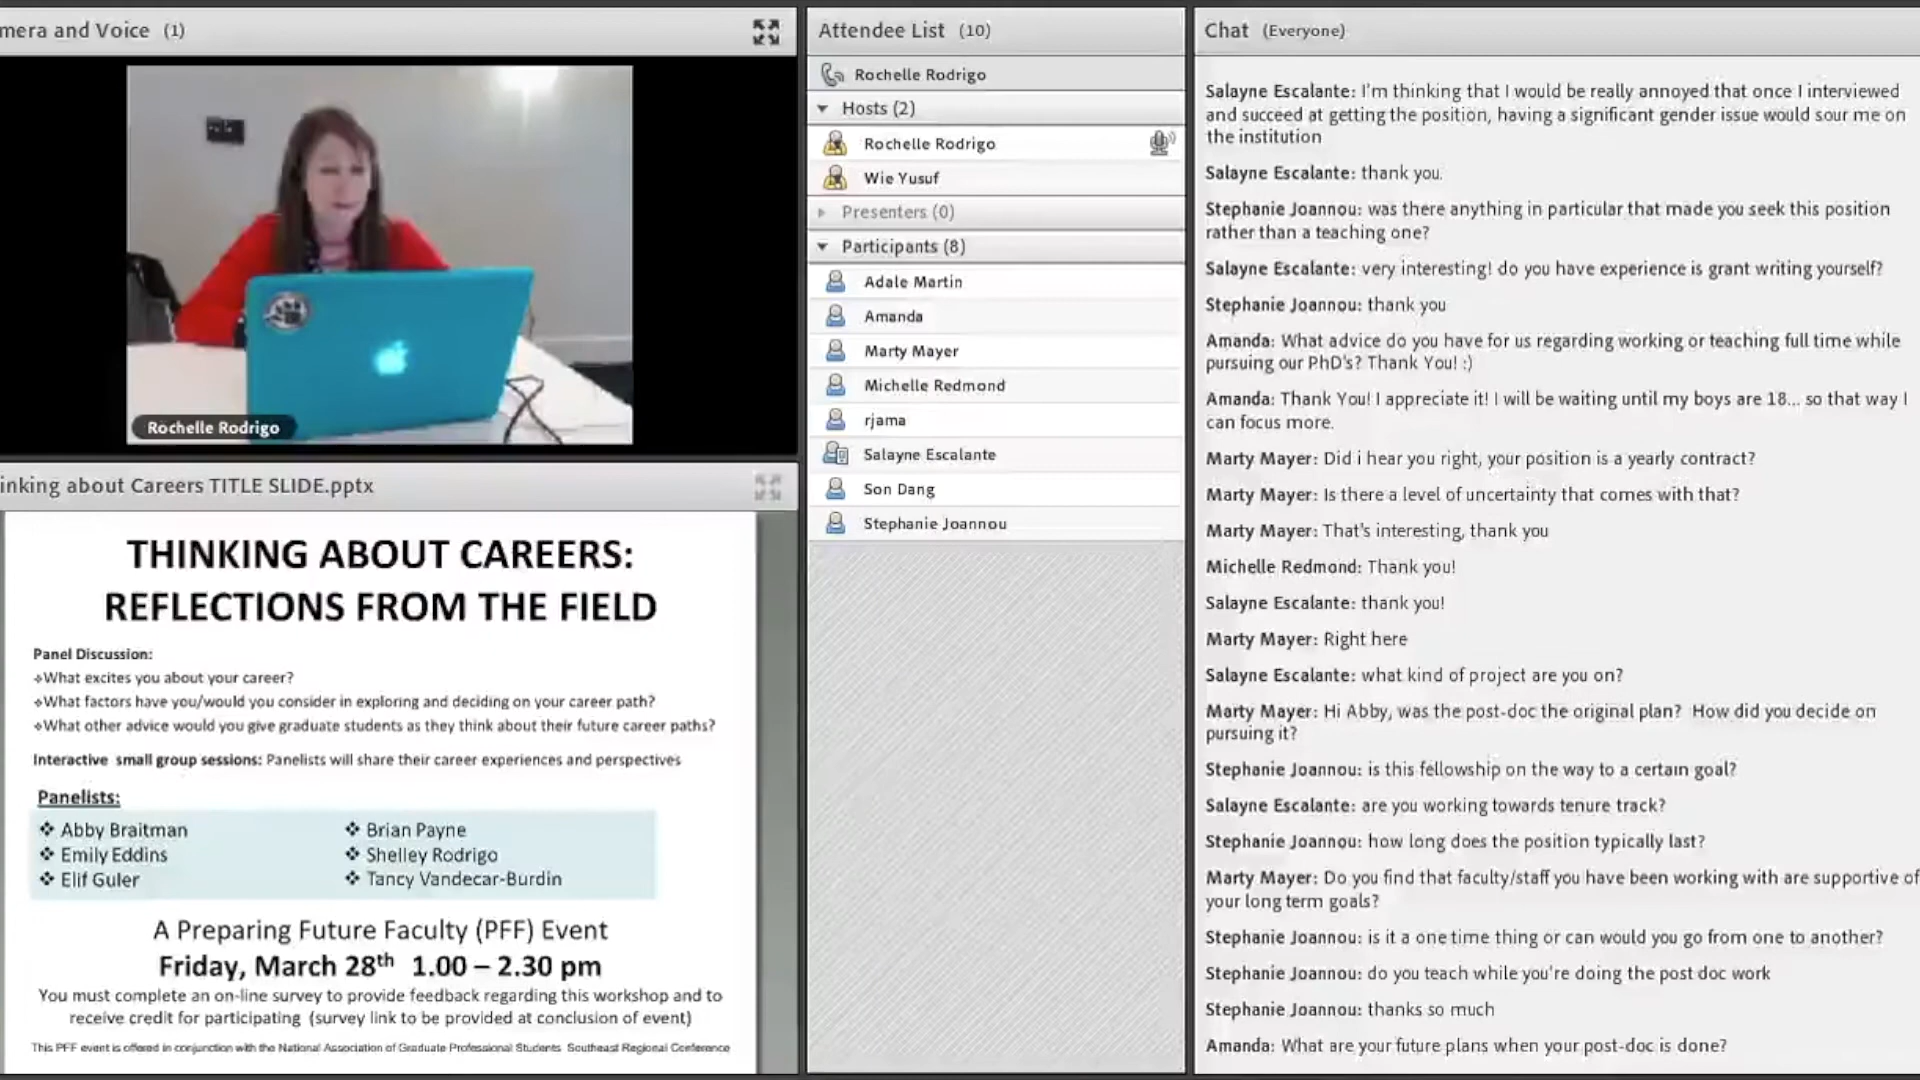 mera and Voice (1)
Rochelle Rodrigo
inking about Careers TITLE SLIDE.pptx
THINKING ABOUT CAREERS:
REFLECTIONS FROM THE FIELD
Panel Discussion:
❖What excites you about your career?
❖What factors have you/would you consider in exploring and deciding on your career path?
❖What other advice would you give graduate students as they think about their future career paths?
Interactive small group sessions: Panelists will share their career experiences and perspectives
Panelists:
❖ Abby Braitman
❖ Emily Eddins
❖ Elif Guler
❖ Brian Payne
❖ Shelley Rodrigo
❖ Tancy Vandecar-Burdin
A Preparing Future Faculty (PFF) Event
Friday, March 28th 1.00 – 2.30 pm
You must complete an on-line survey to provide feedback regarding this workshop and to
receive credit for participating (survey link to be provided at conclusion of event)
This PFF event is offered in conjunction with the National Association of Graduate Professional Students Southeast Regional Conference
Attendee List (10)
Rochelle Rodrigo
Hosts (2)
Rochelle Rodrigo
Wie Yusuf
Presenters (0)
Participants (8)
Adale Martin
Amanda
Marty Mayer
Michelle Redmond
rjama
Salayne Escalante
Son Dang
Stephanie Joannou
Chat (Everyone)
Salayne Escalante: I'm thinking that I would be really annoyed that once I interviewed
and succeed at getting the position, having a significant gender issue would sour me on
the institution
Salayne Escalante: thank you.
Stephanie Joannou: was there anything in particular that made you seek this position
rather than a teaching one?
Salayne Escalante: very interesting! do you have experience is grant writing yourself?
Stephanie Joannou: thank you
Amanda: What advice do you have for us regarding working or teaching full time while
pursuing our PhD's? Thank You! :)
Amanda: Thank You! I appreciate it! I will be waiting until my boys are 18... so that way I
can focus more.
Marty Mayer: Did i hear you right, your position is a yearly contract?
Marty Mayer: Is there a level of uncertainty that comes with that?
Marty Mayer: That's interesting, thank you
Michelle Redmond: Thank you!
Salayne Escalante: thank you!
Marty Mayer: Right here
Salayne Escalante: what kind of project are you on?
Marty Mayer: Hi Abby, was the post-doc the original plan? How did you decide on
pursuing it?
Stephanie Joannou: is this fellowship on the way to a certain goal?
Salayne Escalante: are you working towards tenure track?
Stephanie Joannou: how long does the position typically last?
Marty Mayer: Do you find that faculty/staff you have been working with are supportive of
your long term goals?
Stephanie Joannou: is it a one time thing or can would you go from one to another?
Stephanie Joannou: do you teach while you're doing the post doc work
Stephanie Joannou: thanks so much
Amanda: What are your future plans when your post-doc is done?